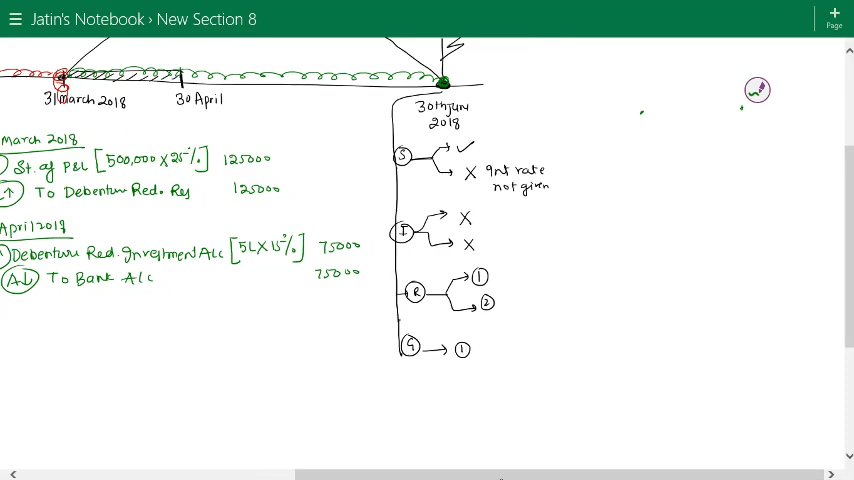 Jatin's Notebook › New Section 8
Page
31 march 2018
30 April
30th June
2018
March 2018
St. of P&L [500,000 X 25%] 125000
To Debenture Red. Res 125000
April 2018
Debenture Red. Investment A/c [5L X 15%] 75000
A↓ To Bank A/c 75000
S ✓
X Int rate
not given
I X
X
R 1
2
G → 1